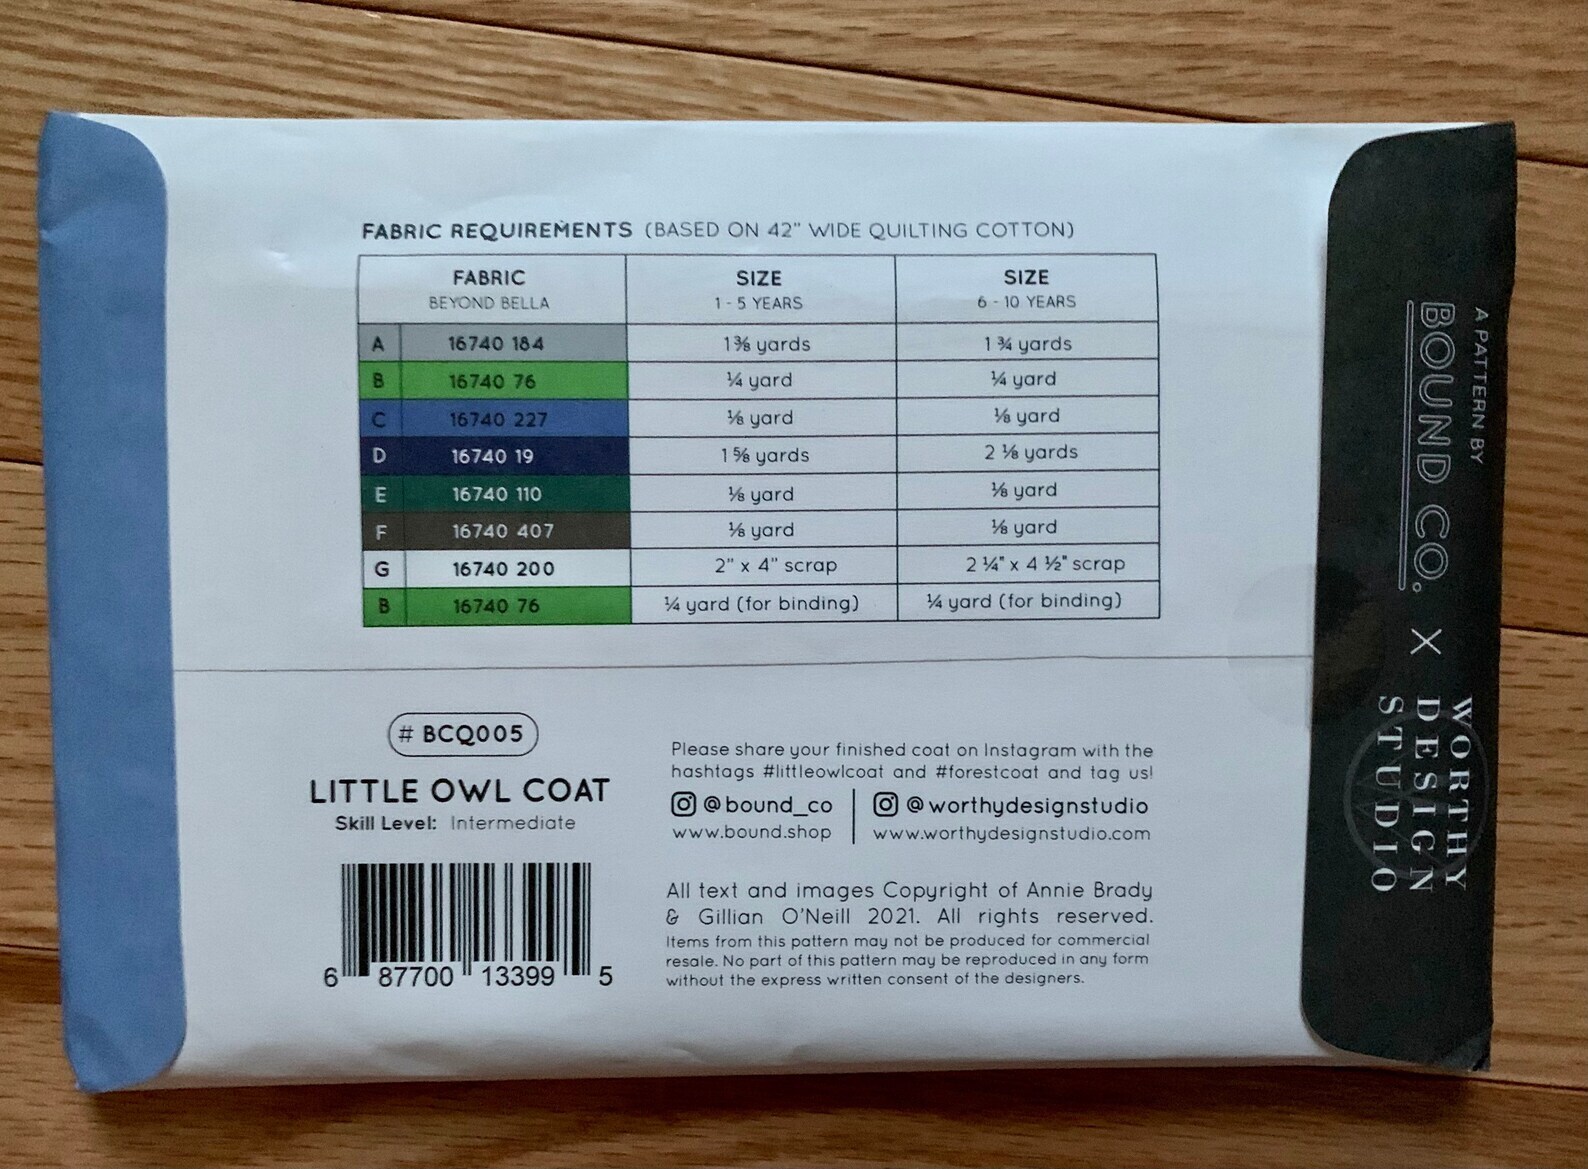 FABRIC REQUIREMENTS (BASED ON 42" WIDE QUILTING COTTON)
FABRIC BEYOND BELLA SIZE 1 - 5 YEARS SIZE 6 - 10 YEARS
A 16740 184 1 ⅜ yards 1 ¾ yards
B 16740 76 ¼ yard ¼ yard
C 16740 227 ⅛ yard ⅛ yard
D 16740 19 1 ⅝ yards 2 ⅛ yards
E 16740 110 ⅛ yard ⅛ yard
F 16740 407 ⅛ yard ⅛ yard
G 16740 200 2" x 4" scrap 2 ¼" x 4 ½" scrap
B 16740 76 ¼ yard (for binding) ¼ yard (for binding)
# BCQ005
LITTLE OWL COAT
Skill Level: Intermediate
6 87700 13399 5
Please share your finished coat on Instagram with the
hashtags #littleowlcoat and #forestcoat and tag us!
@bound_co
www.bound.shop
@worthydesignstudio
www.worthydesignstudio.com
All text and images Copyright of Annie Brady
& Gillian O'Neill 2021. All rights reserved.
Items from this pattern may not be produced for commercial
resale. No part of this pattern may be reproduced in any form
without the express written consent of the designers.
A PATTERN BY
BOUND CO. X
WORTHY
DESIGN
STUDIO